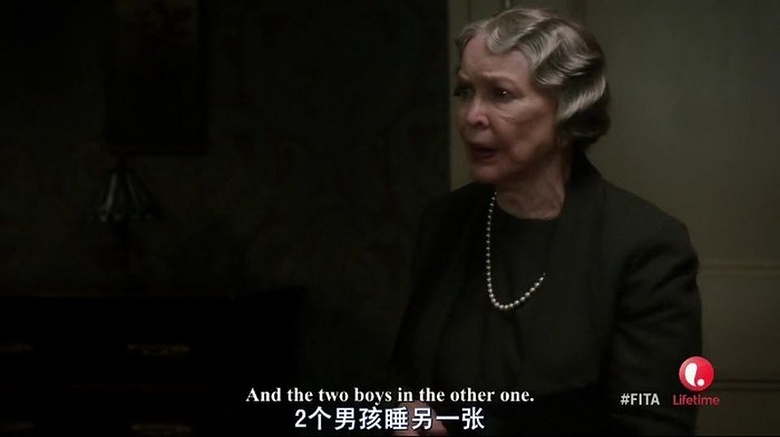 And the two boys in the other one.
2个男孩睡另一张
#FITA
Lifetime